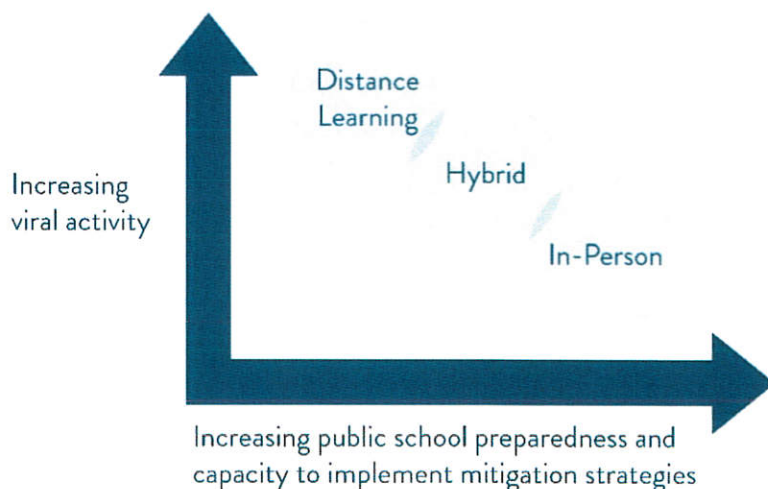 Distance
Learning
Hybrid
Increasing
viral activity
In-Person
Increasing public school preparedness and
capacity to implement mitigation strategies